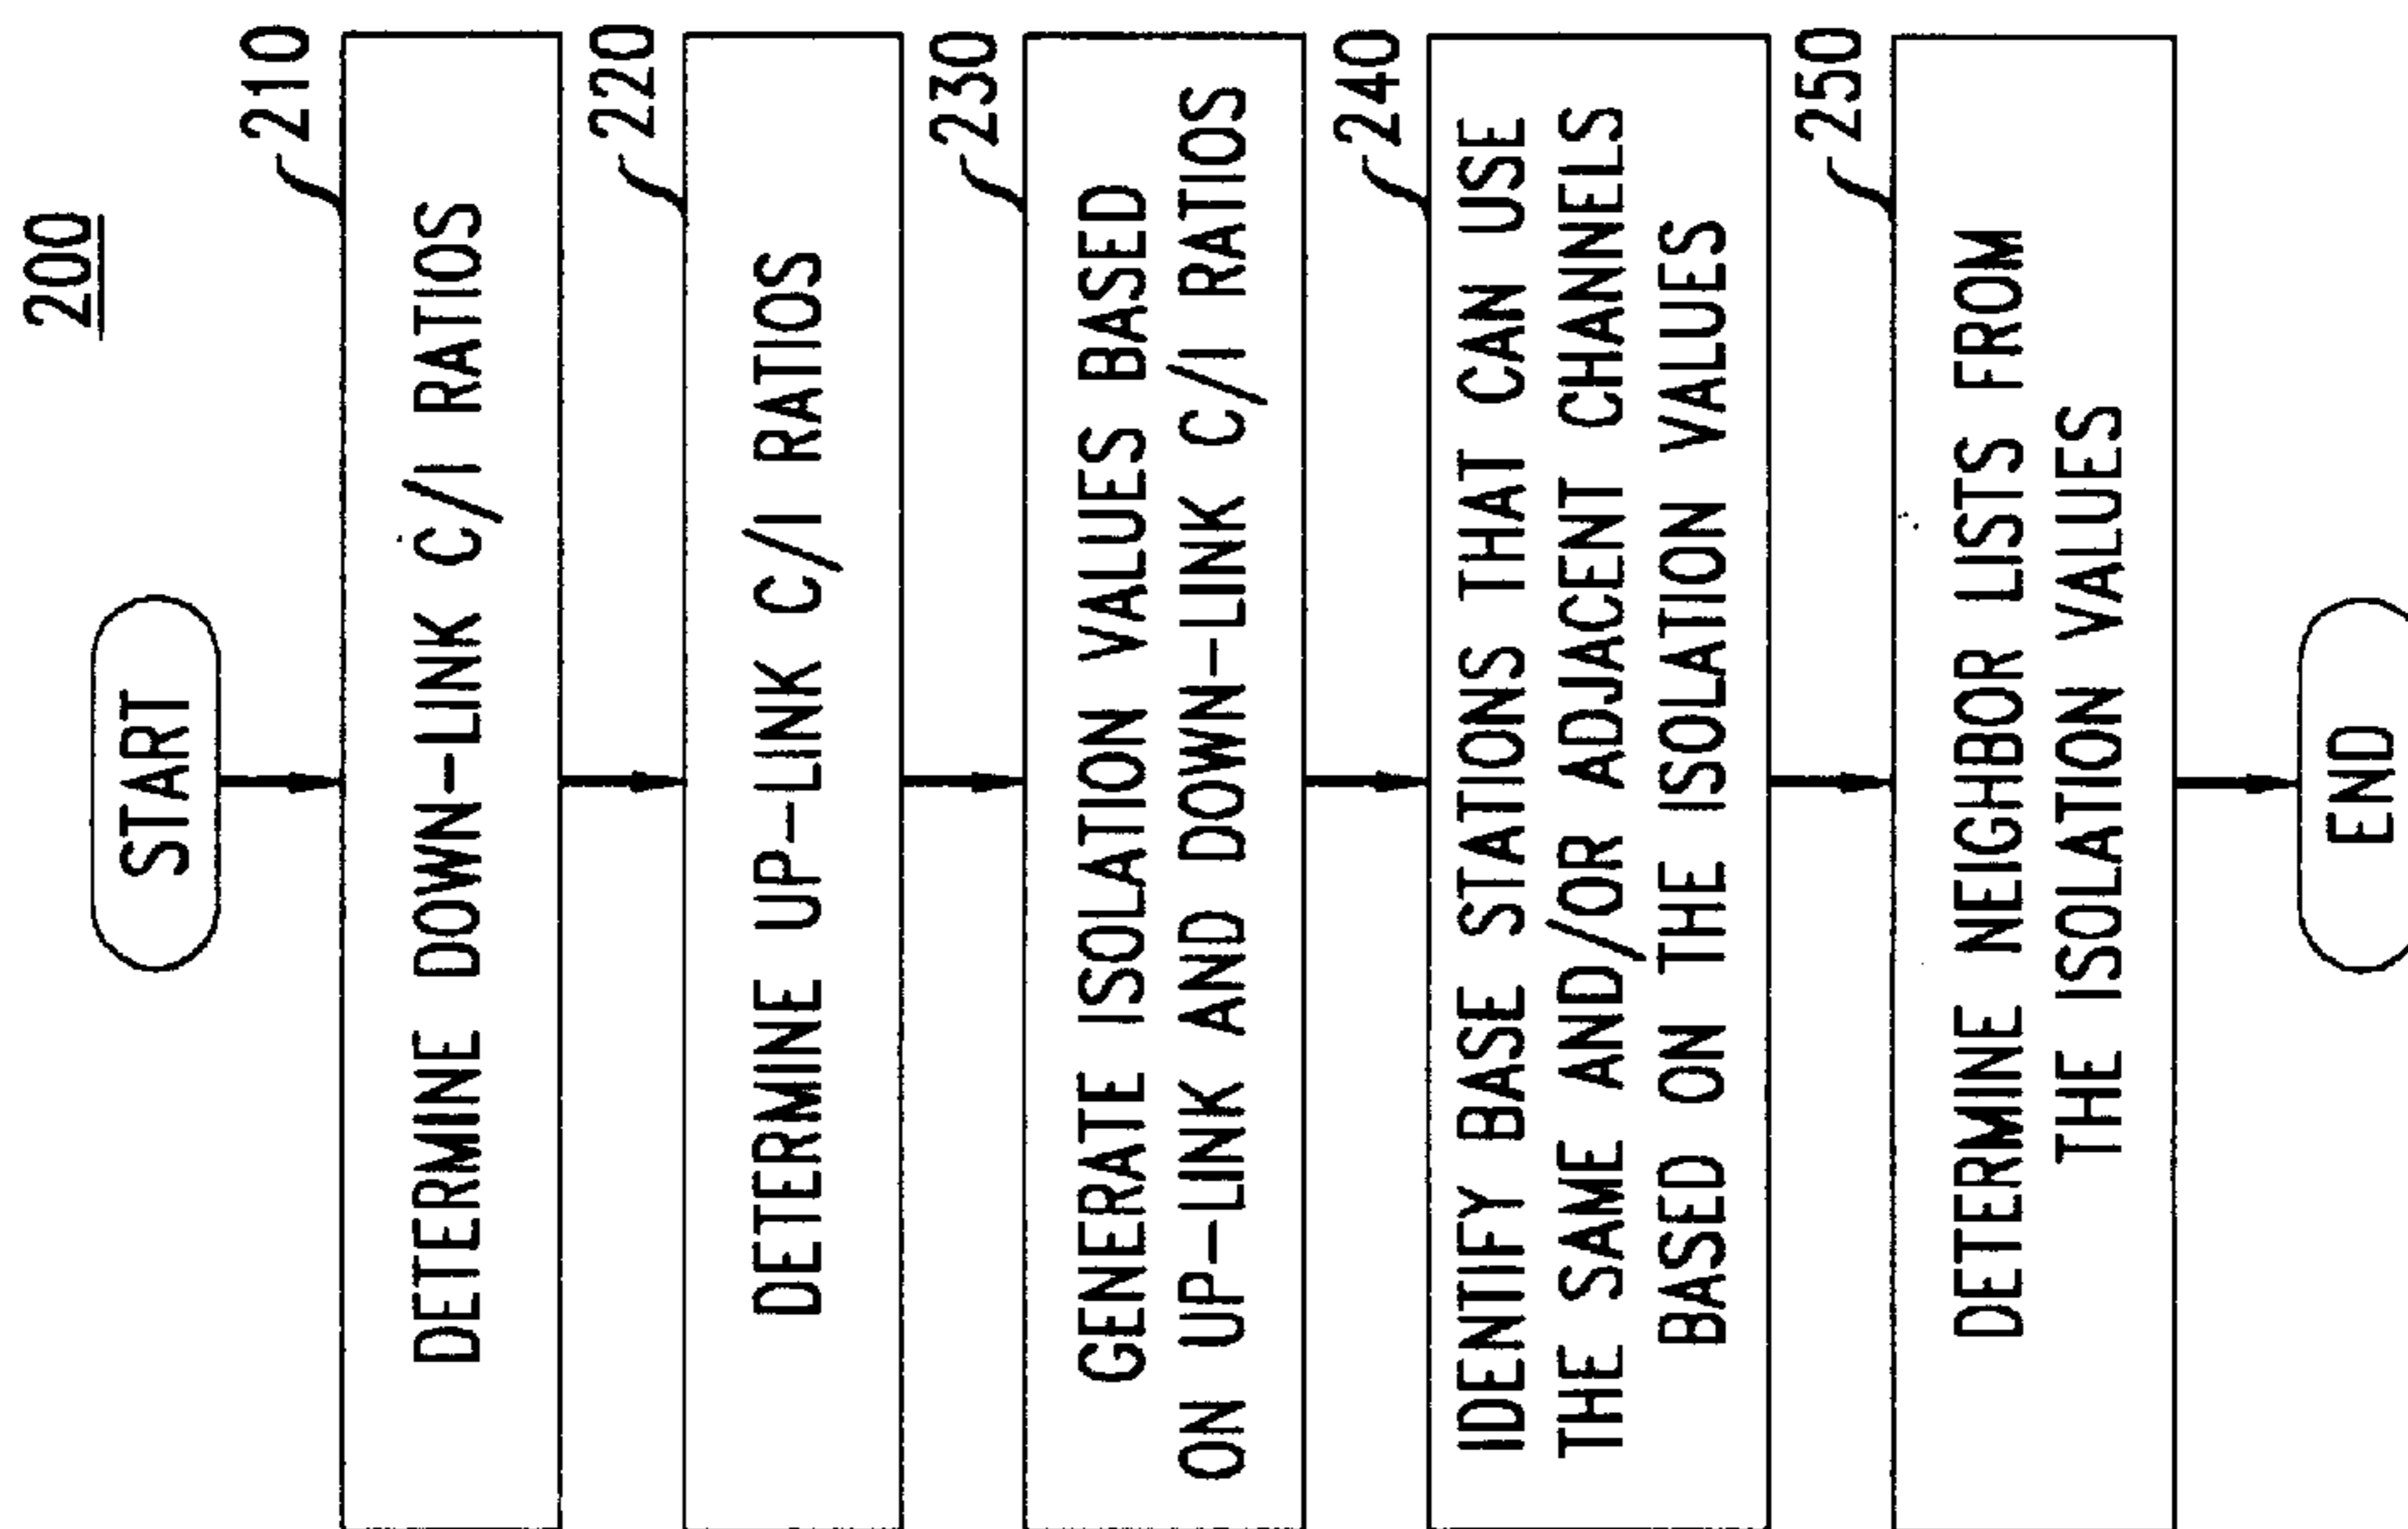 200
START
210
DETERMINE DOWN-LINK C/I RATIOS
220
DETERMINE UP-LINK C/I RATIOS
230
GENERATE ISOLATION VALUES BASED
ON UP-LINK AND DOWN-LINK C/I RATIOS
240
IDENTIFY BASE STATIONS THAT CAN USE
THE SAME AND/OR ADJACENT CHANNELS
BASED ON THE ISOLATION VALUES
250
DETERMINE NEIGHBOR LISTS FROM
THE ISOLATION VALUES
END